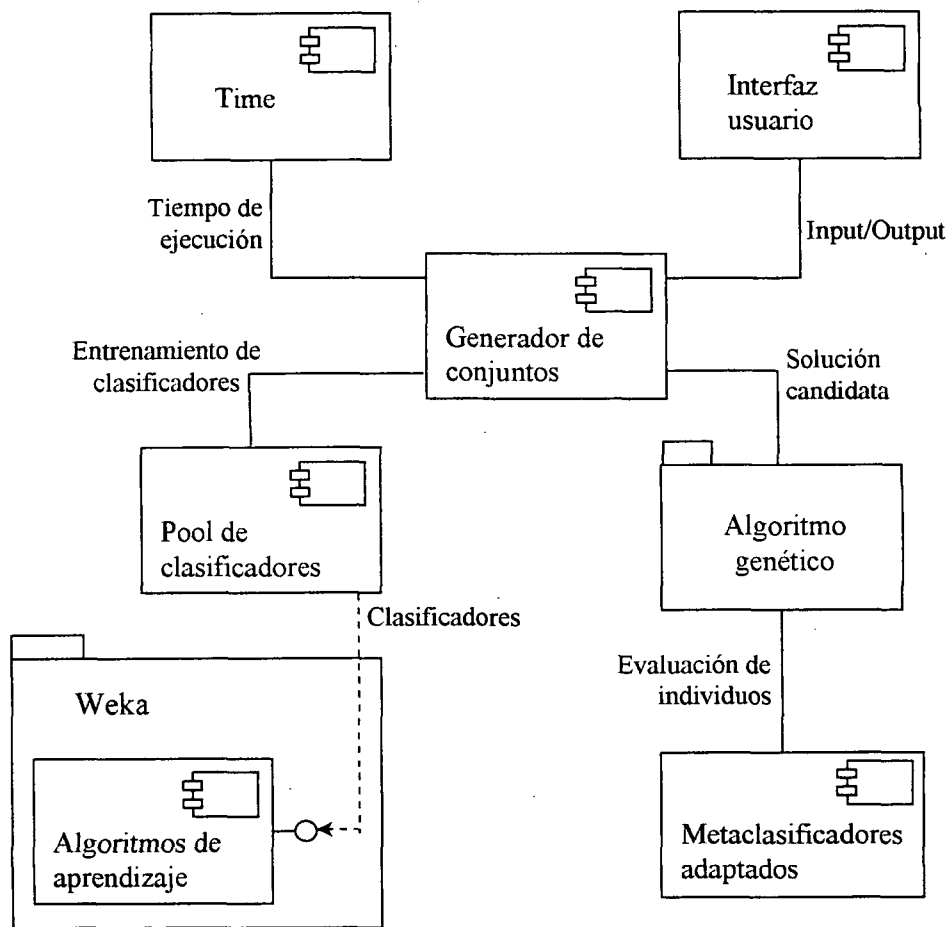 Time
Interfaz
usuario
Tiempo de
ejecución
Input/Output
Generador de
conjuntos
Entrenamiento de
clasificadores
Solución
candidata
Pool de
clasificadores
Algoritmo
genético
Clasificadores
Evaluación de
individuos
Weka
Algoritmos de
aprendizaje
Metaclasificadores
adaptados